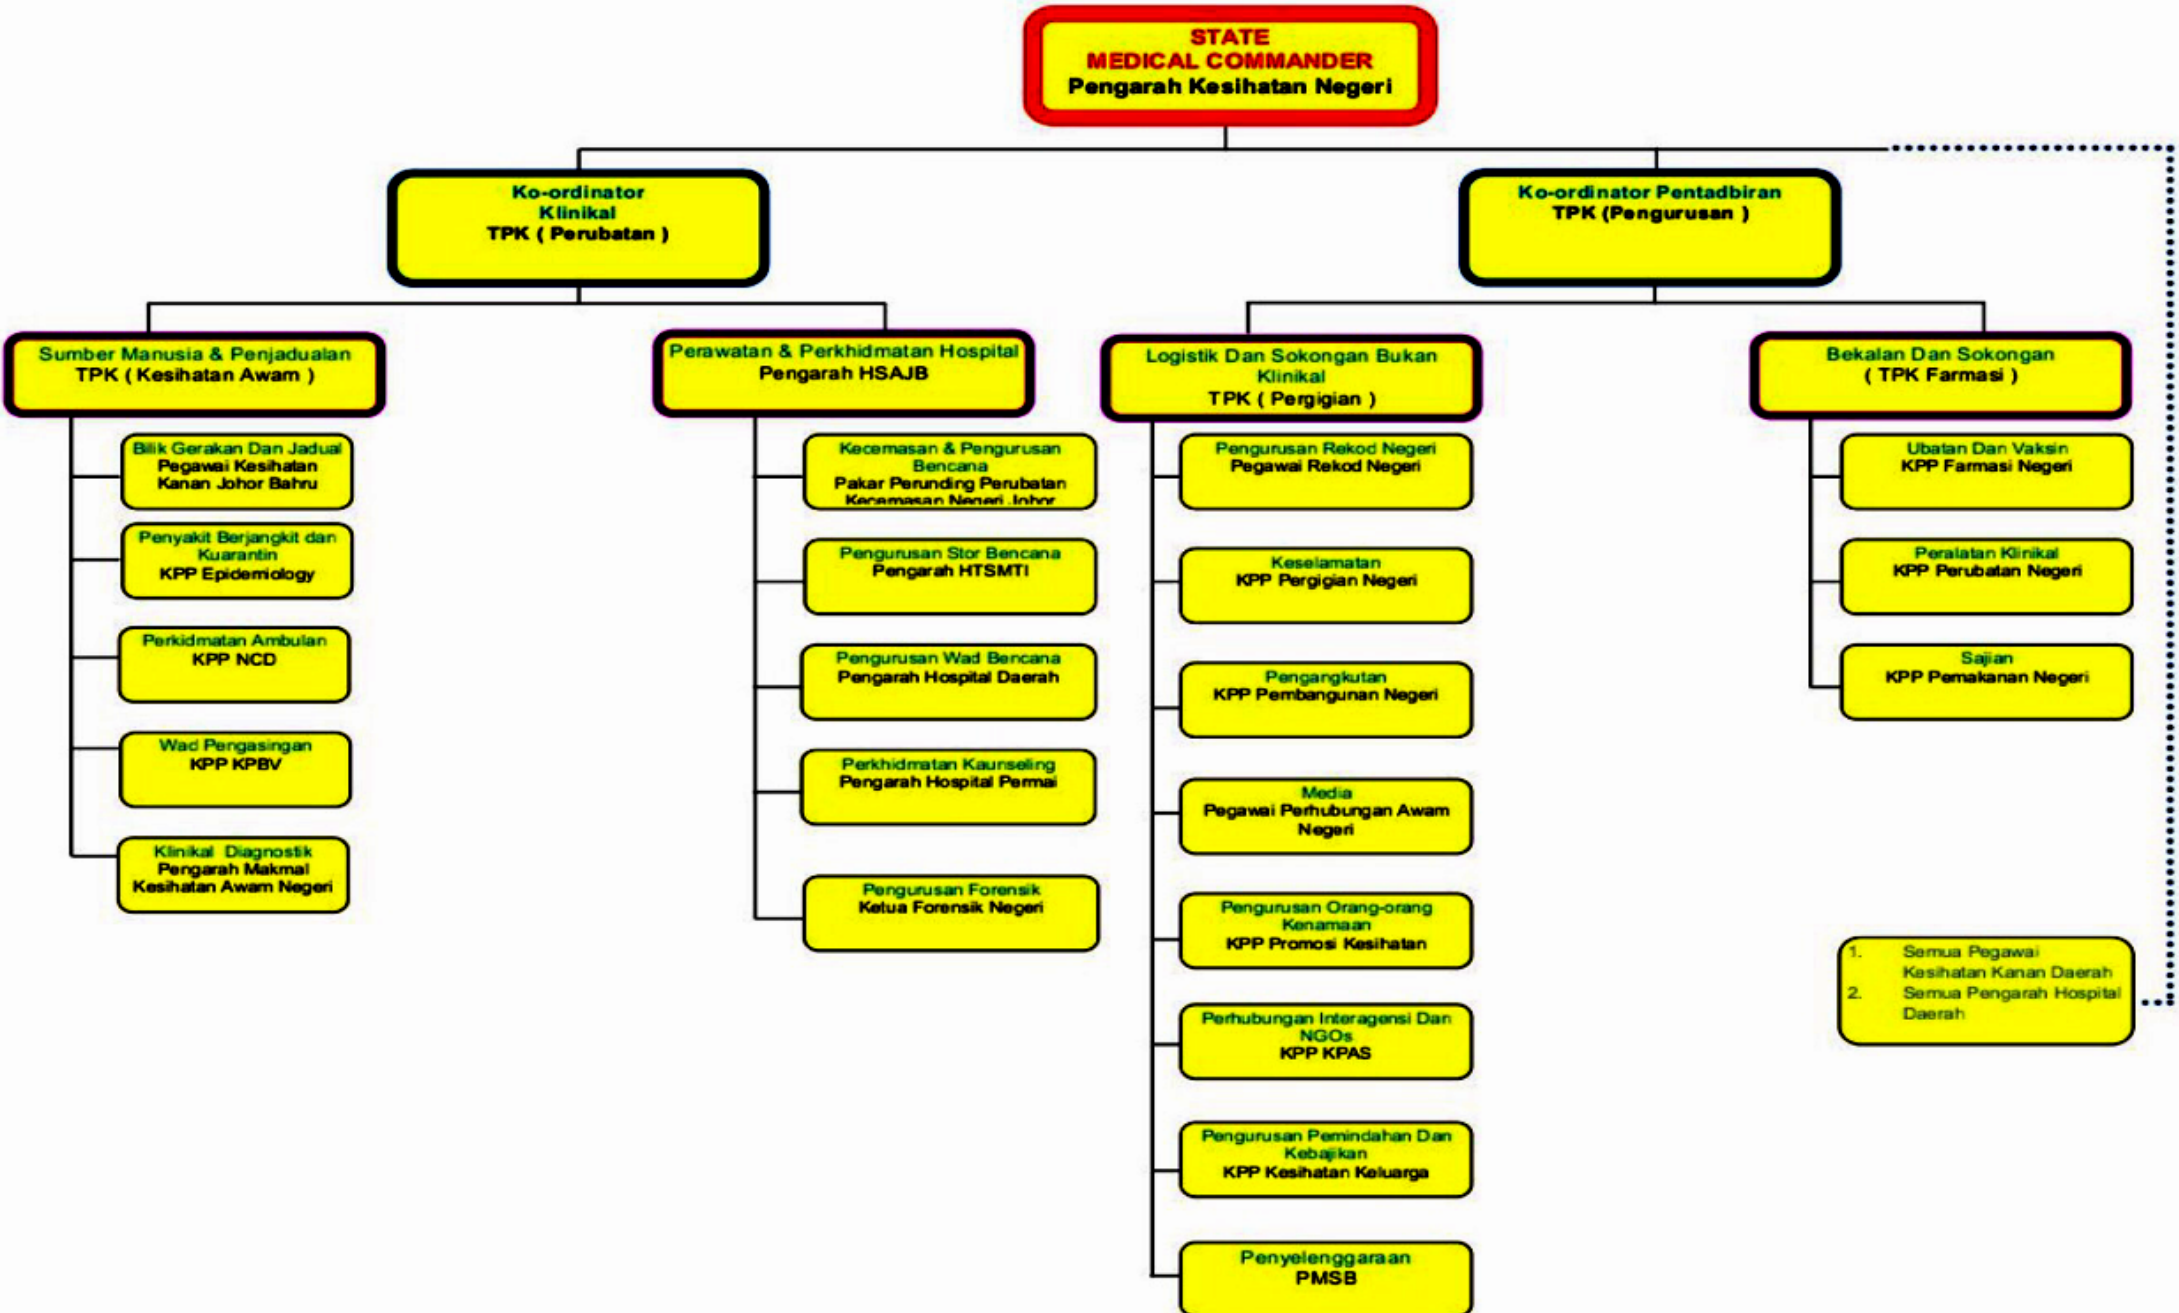 STATE
MEDICAL COMMANDER
Pengarah Kesihatan Negeri
Ko-ordinator
Klinikal
TPK ( Perubatan )
Ko-ordinator Pentadbiran
TPK (Pengurusan )
Sumber Manusia & Penjadualan
TPK ( Kesihatan Awam )
Perawatan & Perkhidmatan Hospital
Pengarah HSAJB
Logistik Dan Sokongan Bukan
Klinikal
TPK ( Pergigian )
Bekalan Dan Sokongan
( TPK Farmasi )
Bilik Gerakan Dan Jadual
Pegawai Kesihatan
Kanan Johor Bahru
Penyakit Berjangkit dan
Kuarantin
KPP Epidemiology
Perkidmatan Ambulan
KPP NCD
Wad Pengasingan
KPP KPBV
Klinikal Diagnostik
Pengarah Makmal
Kesihatan Awam Negeri
Kecemasan & Pengurusan
Bencana
Pakar Perunding Perubatan
Kecemasan Negeri Johor
Pengurusan Stor Bencana
Pengarah HTSMTI
Pengurusan Wad Bencana
Pengarah Hospital Daerah
Perkhidmatan Kaunseling
Pengarah Hospital Permai
Pengurusan Forensik
Ketua Forensik Negeri
Pengurusan Rekod Negeri
Pegawai Rekod Negeri
Keselamatan
KPP Pergigian Negeri
Pengangkutan
KPP Pembangunan Negeri
Media
Pegawai Perhubungan Awam
Negeri
Pengurusan Orang-orang
Kenamaan
KPP Promosi Kesihatan
Perhubungan Interagensi Dan
NGOs
KPP KPAS
Pengurusan Pemindahan Dan
Kebajikan
KPP Kesihatan Keluarga
Penyelenggaraan
PMSB
Ubatan Dan Vaksin
KPP Farmasi Negeri
Peralatan Klinikal
KPP Perubatan Negeri
Sajian
KPP Pemakanan Negeri
1. Semua Pegawai
Kesihatan Kanan Daerah
2. Semua Pengarah Hospital
Daerah